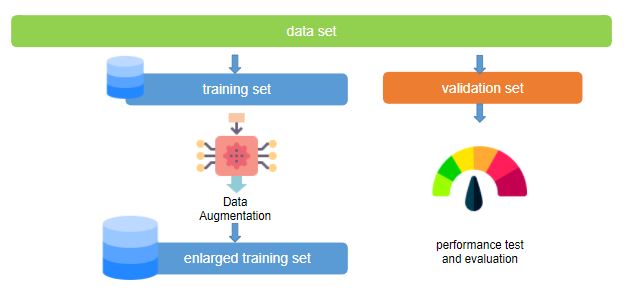 data set
training set
validation set
Data
Augmentation
enlarged training set
performance test
and evaluation